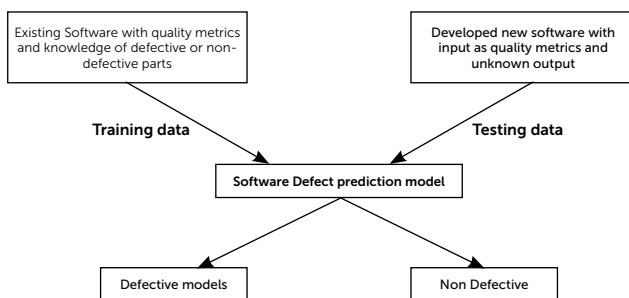 Existing Software with quality metrics
and knowledge of defective or non-
defective parts
Developed new software with
input as quality metrics and
unknown output
Training data
Testing data
Software Defect prediction model
Defective models
Non Defective